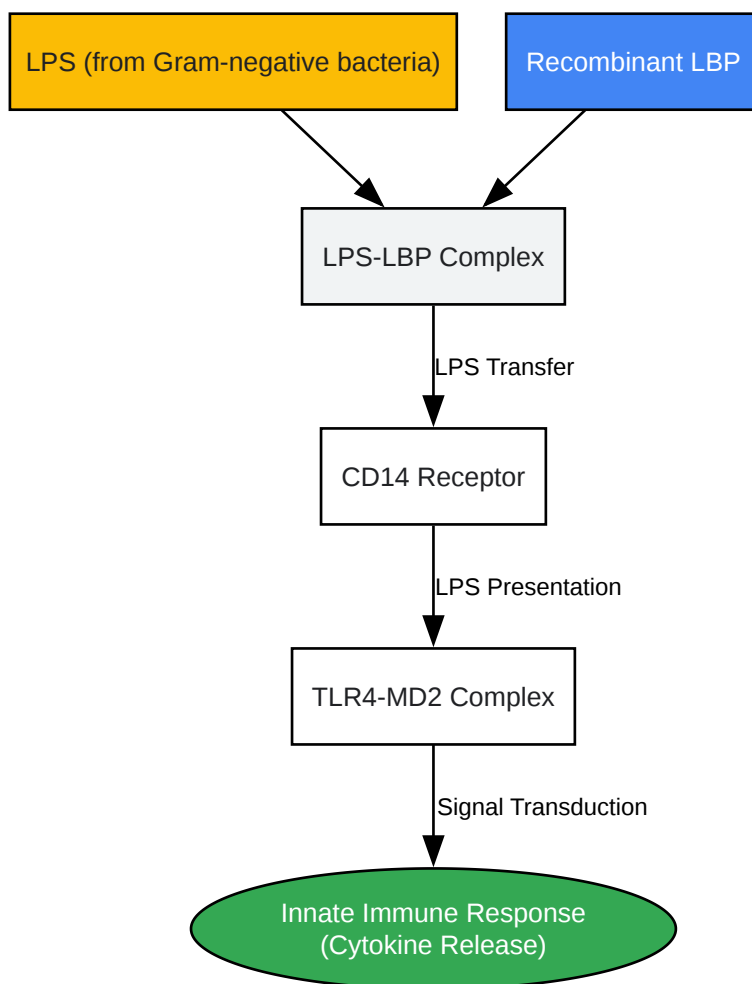 LPS (from Gram-negative bacteria)
Recombinant LBP
LPS-LBP Complex
LPS Transfer
CD14 Receptor
LPS Presentation
TLR4-MD2 Complex
Signal Transduction
Innate Immune Response
(Cytokine Release)